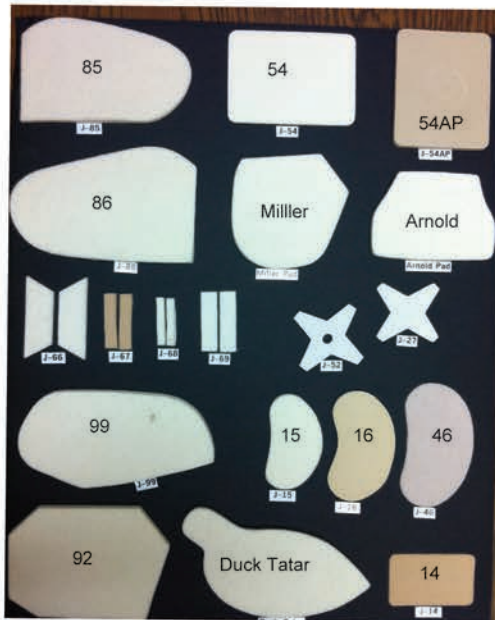 85
54
54AP
J-85
J-54
J-54AP
86
Milller
Arnold
J-86
Miller Pad
Arnold Pad
J-66
J-67
J-68
J-69
J-52
J-27
99
15
16
46
J-99
J-15
J-16
J-46
92
Duck Tatar
14
J-14